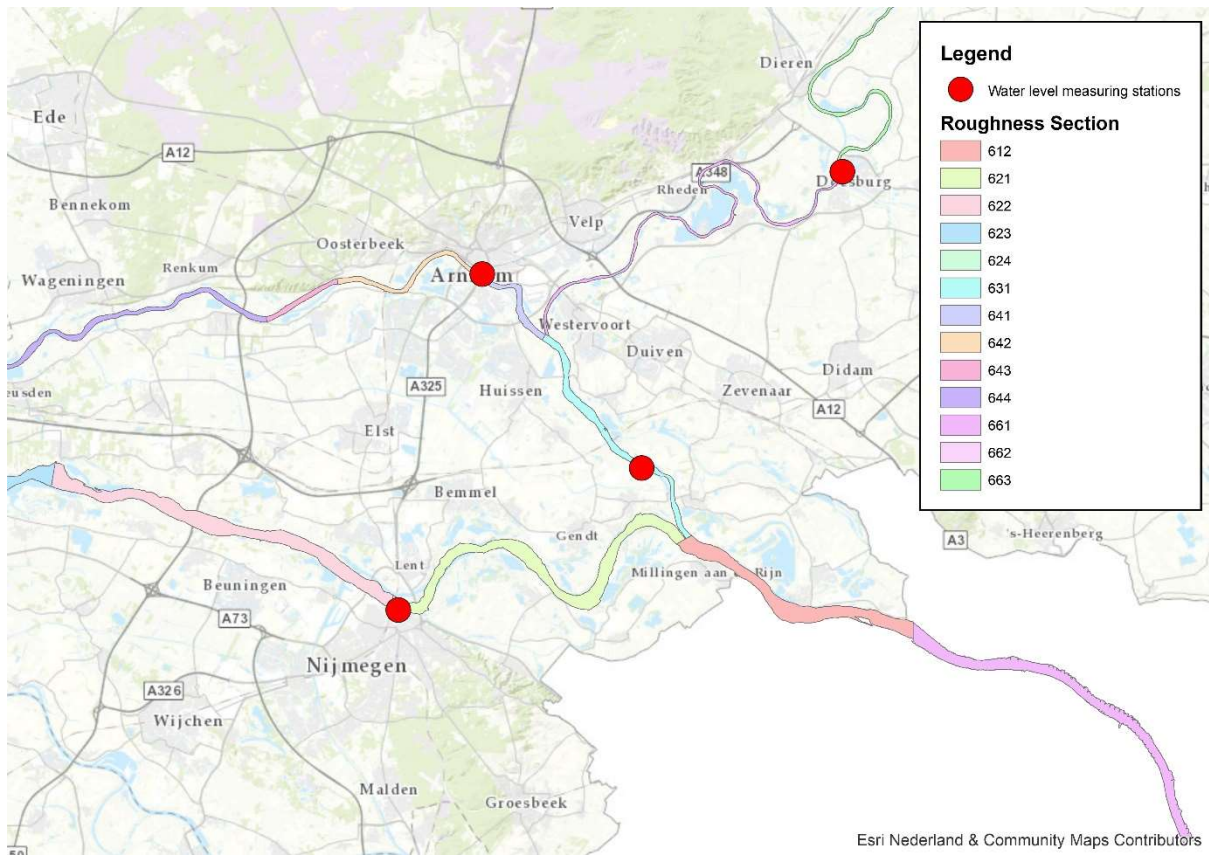 Legend
Water level measuring stations
Roughness Section
612
621
622
623
624
631
641
642
643
644
661
662
663
Dieren
Ede
A12
A348
Rheden
Bennekom
Velp
Oosterbeek
Renkum
Wageningen
Westervoort
Duiven
Didam
A325
Huissen
Zevenaar
A12
eusden
Elst
Bemmel
Gendt
A3
's-Heerenberg
Lent
Millingen aan
Rijn
Beuningen
A73
Nijmegen
A326
Wijchen
Malden
Groesbeek
A50
Esri Nederland & Community Maps Contributors